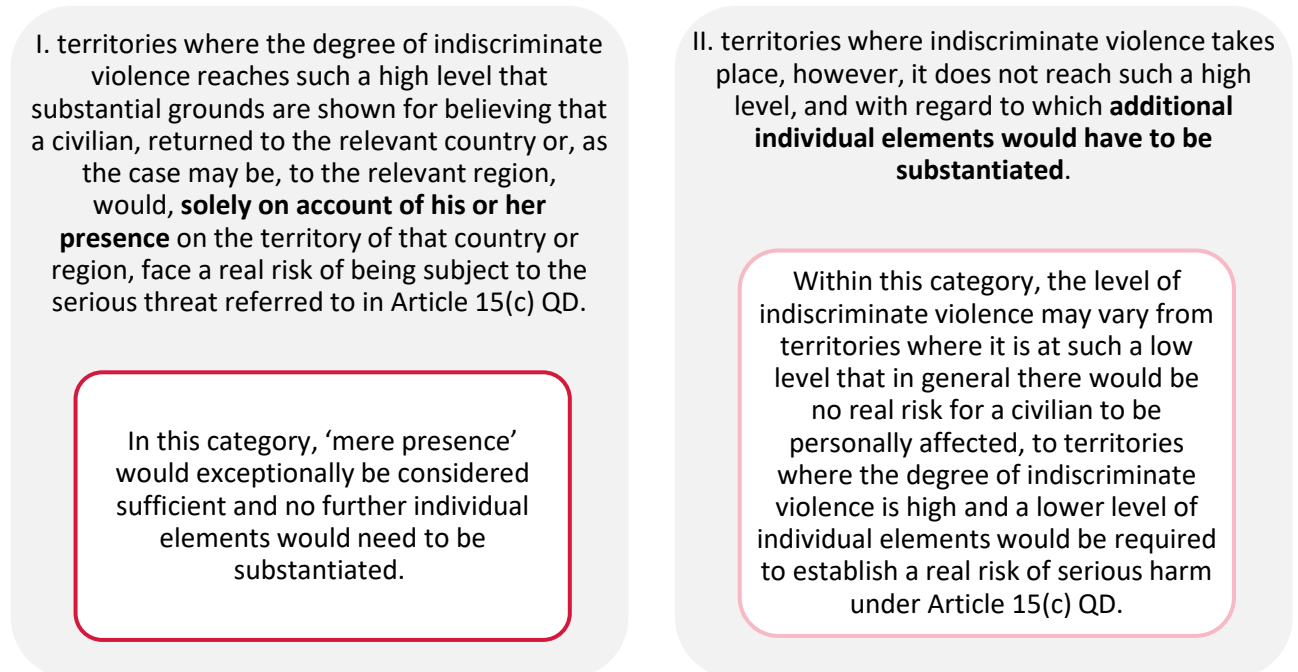 I. territories where the degree of indiscriminate
violence reaches such a high level that
substantial grounds are shown for believing that
a civilian, returned to the relevant country or, as
the case may be, to the relevant region,
would, solely on account of his or her
presence on the territory of that country or
region, face a real risk of being subject to the
serious threat referred to in Article 15(c) QD.
In this category, ‘mere presence’
would exceptionally be considered
sufficient and no further individual
elements would need to be
substantiated.
II. territories where indiscriminate violence takes
place, however, it does not reach such a high
level, and with regard to which additional
individual elements would have to be
substantiated.
Within this category, the level of
indiscriminate violence may vary from
territories where it is at such a low
level that in general there would be
no real risk for a civilian to be
personally affected, to territories
where the degree of indiscriminate
violence is high and a lower level of
individual elements would be required
to establish a real risk of serious harm
under Article 15(c) QD.